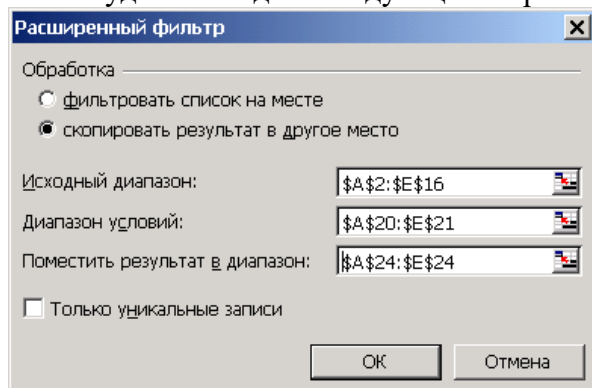 Расширенный фильтр
Обработка
фильтровать список на месте
скопировать результат в другое место
Исходный диапазон: $A$2:$E$16
Диапазон условий: $A$20:$E$21
Поместить результат в диапазон: $A$24:$E$24
Только уникальные записи
ОК Отмена